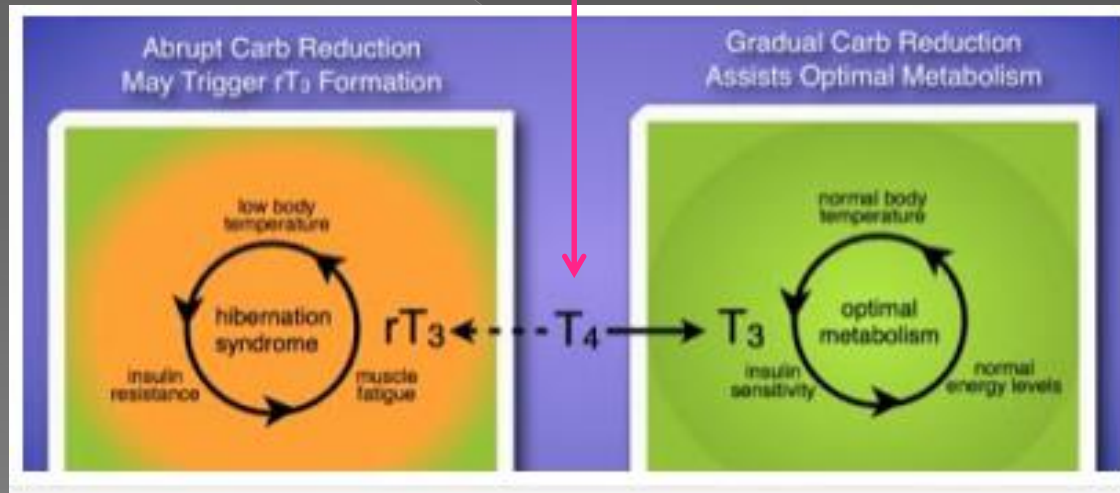 Abrupt Carb Reduction
May Trigger rT₃ Formation
low body
temperature
hibernation
syndrome
insulin
resistance
muscle
fatigue
rT₃
T₄
Gradual Carb Reduction
Assists Optimal Metabolism
T₃
normal body
temperature
optimal
metabolism
insulin
sensitivity
normal
energy levels